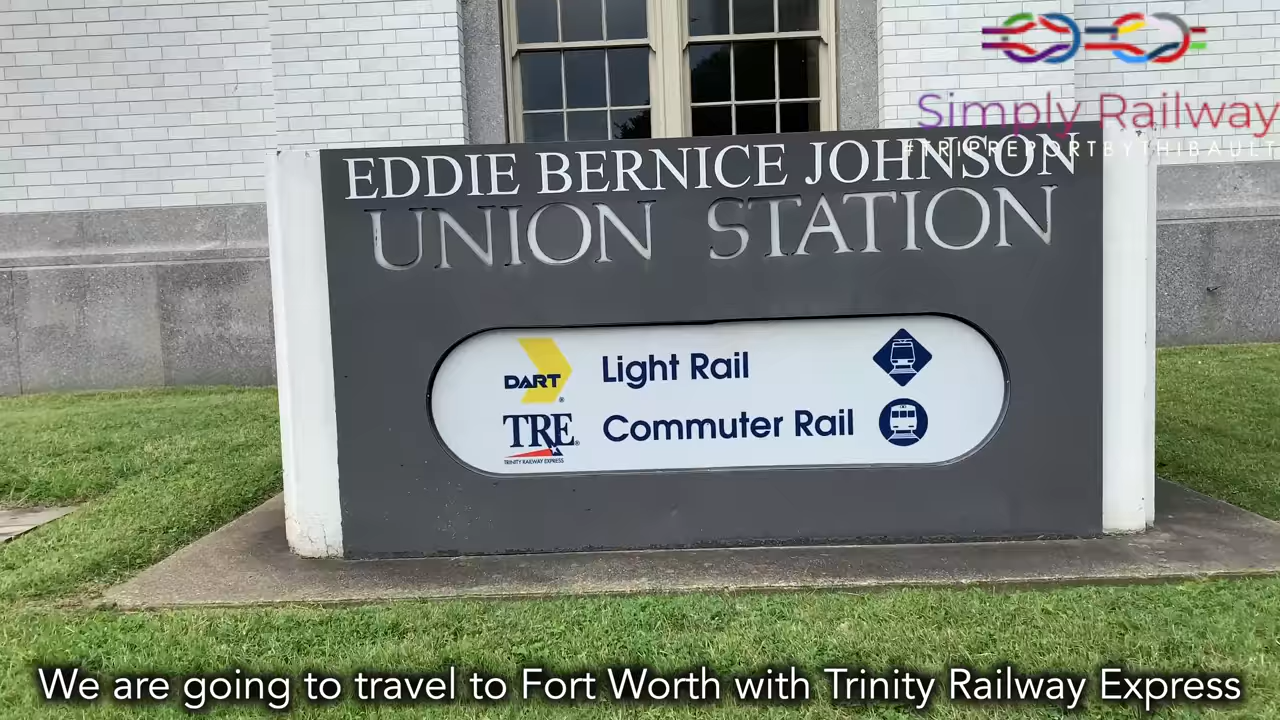 Simply Railway
#TRIPREPORTBYTHIBAULT
EDDIE BERNICE JOHNSON
UNION STATION
DART® Light Rail
TRE® Commuter Rail
TRINITY RAILWAY EXPRESS
We are going to travel to Fort Worth with Trinity Railway Express